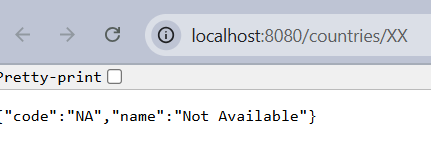 localhost:8080/countries/XX
Pretty-print
{"code":"NA","name":"Not Available"}